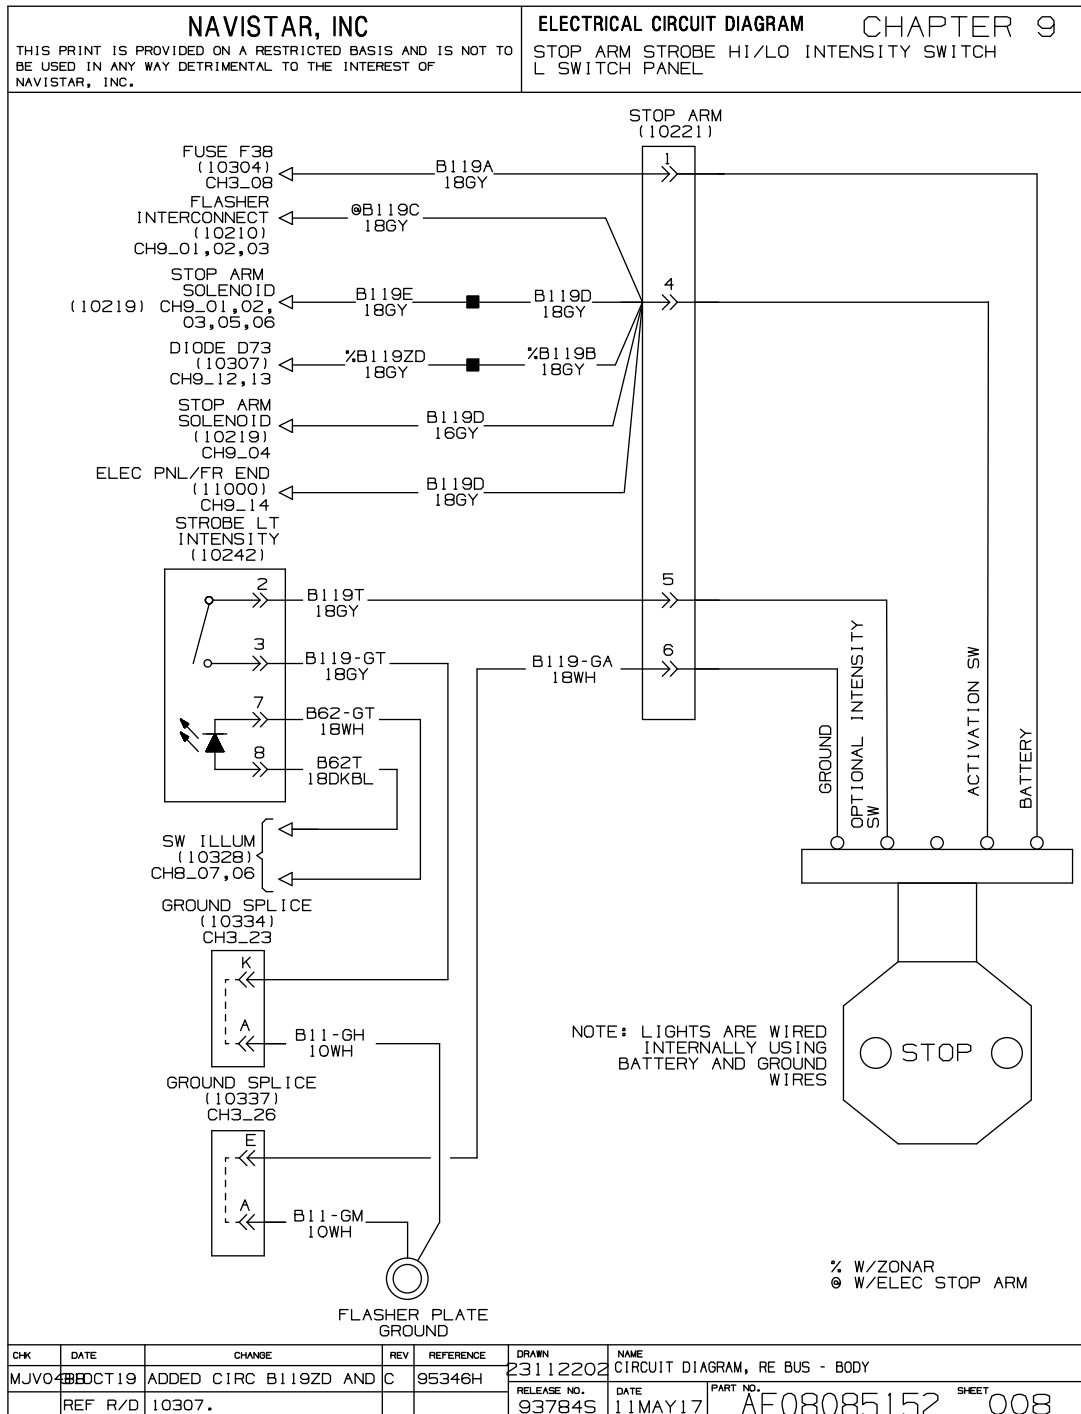 NAVISTAR, INC
THIS PRINT IS PROVIDED ON A RESTRICTED BASIS AND IS NOT TO
BE USED IN ANY WAY DETRIMENTAL TO THE INTEREST OF
NAVISTAR, INC.
ELECTRICAL CIRCUIT DIAGRAM CHAPTER 9
STOP ARM STROBE HI/LO INTENSITY SWITCH
L SWITCH PANEL
STOP ARM
(10221)
FUSE F38
(10304)
CH3_08
B119A
18GY
1
FLASHER
INTERCONNECT
(10210)
CH9_01,02,03
@B119C
18GY
STOP ARM
SOLENOID
(10219) CH9_01,02,
03,05,06
B119E
18GY
B119D
18GY
4
DIODE D73
(10307)
CH9_12,13
%B119ZD
18GY
%B119B
18GY
STOP ARM
SOLENOID
(10219)
CH9_04
B119D
16GY
ELEC PNL/FR END
(11000)
CH9_14
B119D
18GY
STROBE LT
INTENSITY
(10242)
2
B119T
18GY
5
3
B119-GT
18GY
B119-GA
18WH
6
7
B62-GT
18WH
8
B62T
18DKBL
GROUND
OPTIONAL INTENSITY
SW
ACTIVATION SW
BATTERY
SW ILLUM
(10328)
CH8_07,06
GROUND SPLICE
(10334)
CH3_23
K
A
B11-GH
10WH
NOTE: LIGHTS ARE WIRED
INTERNALLY USING
BATTERY AND GROUND
WIRES
STOP
GROUND SPLICE
(10337)
CH3_26
E
A
B11-GM
10WH
FLASHER PLATE
GROUND
% W/ZONAR
@ W/ELEC STOP ARM
CHK DATE CHANGE REV REFERENCE
OCT19 ADDED CIRC B119ZD AND C 95346H
REF R/D 10307.
DRAWN
23112202
NAME
CIRCUIT DIAGRAM, RE BUS - BODY
RELEASE NO.
93784S
DATE
11MAY17
PART NO.
AE08085152
SHEET
008